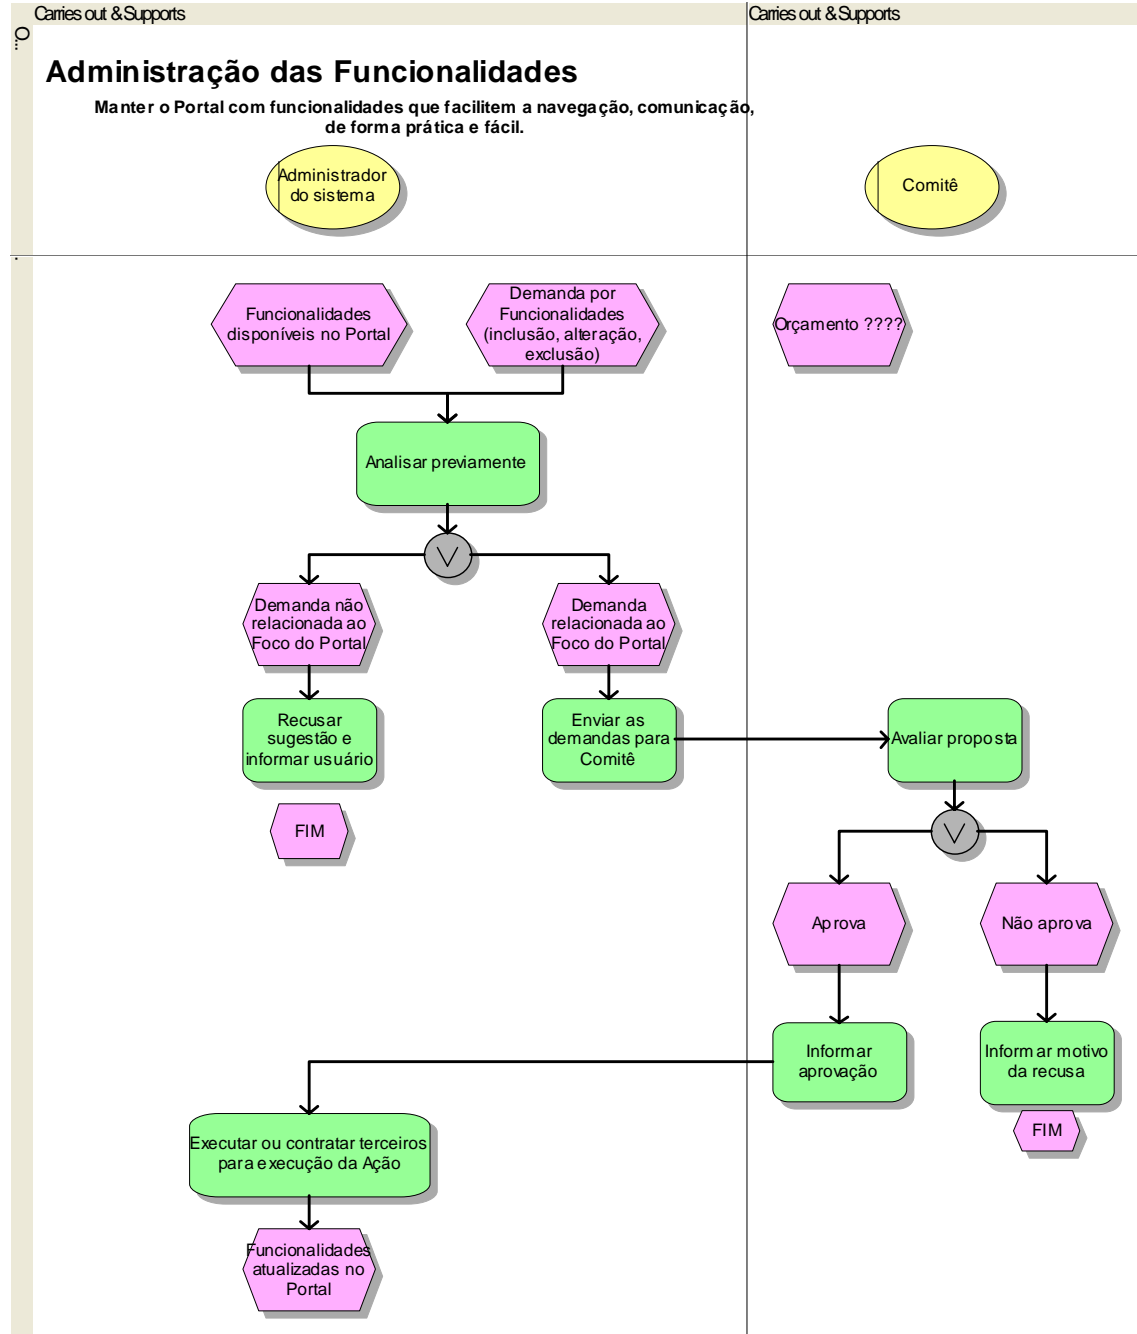 Carries out & Supports
Carries out & Supports
O...
Administração das Funcionalidades
Manter o Portal com funcionalidades que facilitem a navegação, comunicação,
de forma prática e fácil.
Administrador
do sistema
Comitê
Funcionalidades
disponíveis no Portal
Demanda por
Funcionalidades
(inclusão, alteração,
exclusão)
Orçamento ????
Analisar previamente
Demanda não
relacionada ao
Foco do Portal
Demanda
relacionada ao
Foco do Portal
Recusar
sugestão e
informar usuário
Enviar as
demandas para
Comitê
Avaliar proposta
FIM
Aprova
Não aprova
Informar
aprovação
Informar motivo
da recusa
FIM
Executar ou contratar terceiros
para execução da Ação
Funcionalidades
atualizadas no
Portal